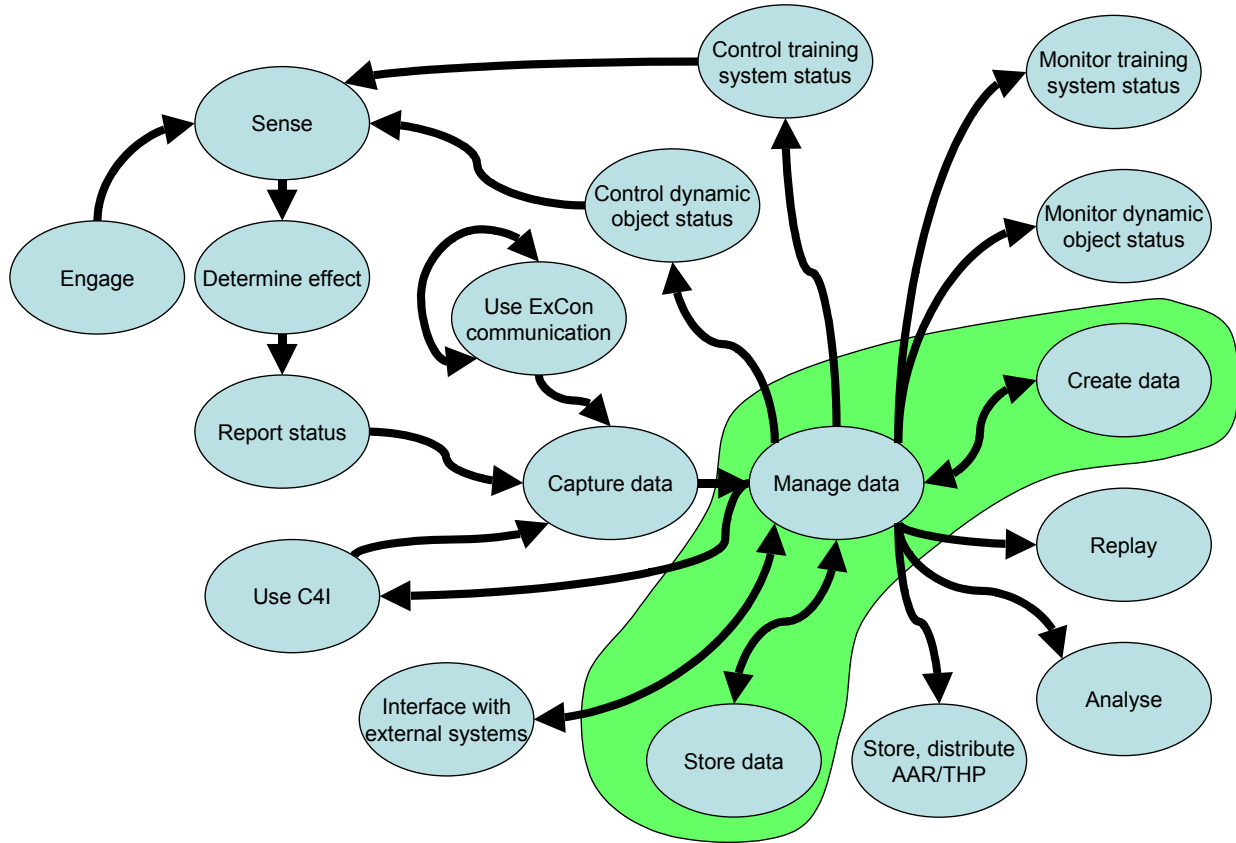 Control training
system status
Monitor training
system status
Sense
Control dynamic
object status
Monitor dynamic
object status
Engage
Determine effect
Use ExCon
communication
Create data
Report status
Capture data
Manage data
Replay
Use C4I
Interface with
external systems
Store data
Store, distribute
AAR/THP
Analyse